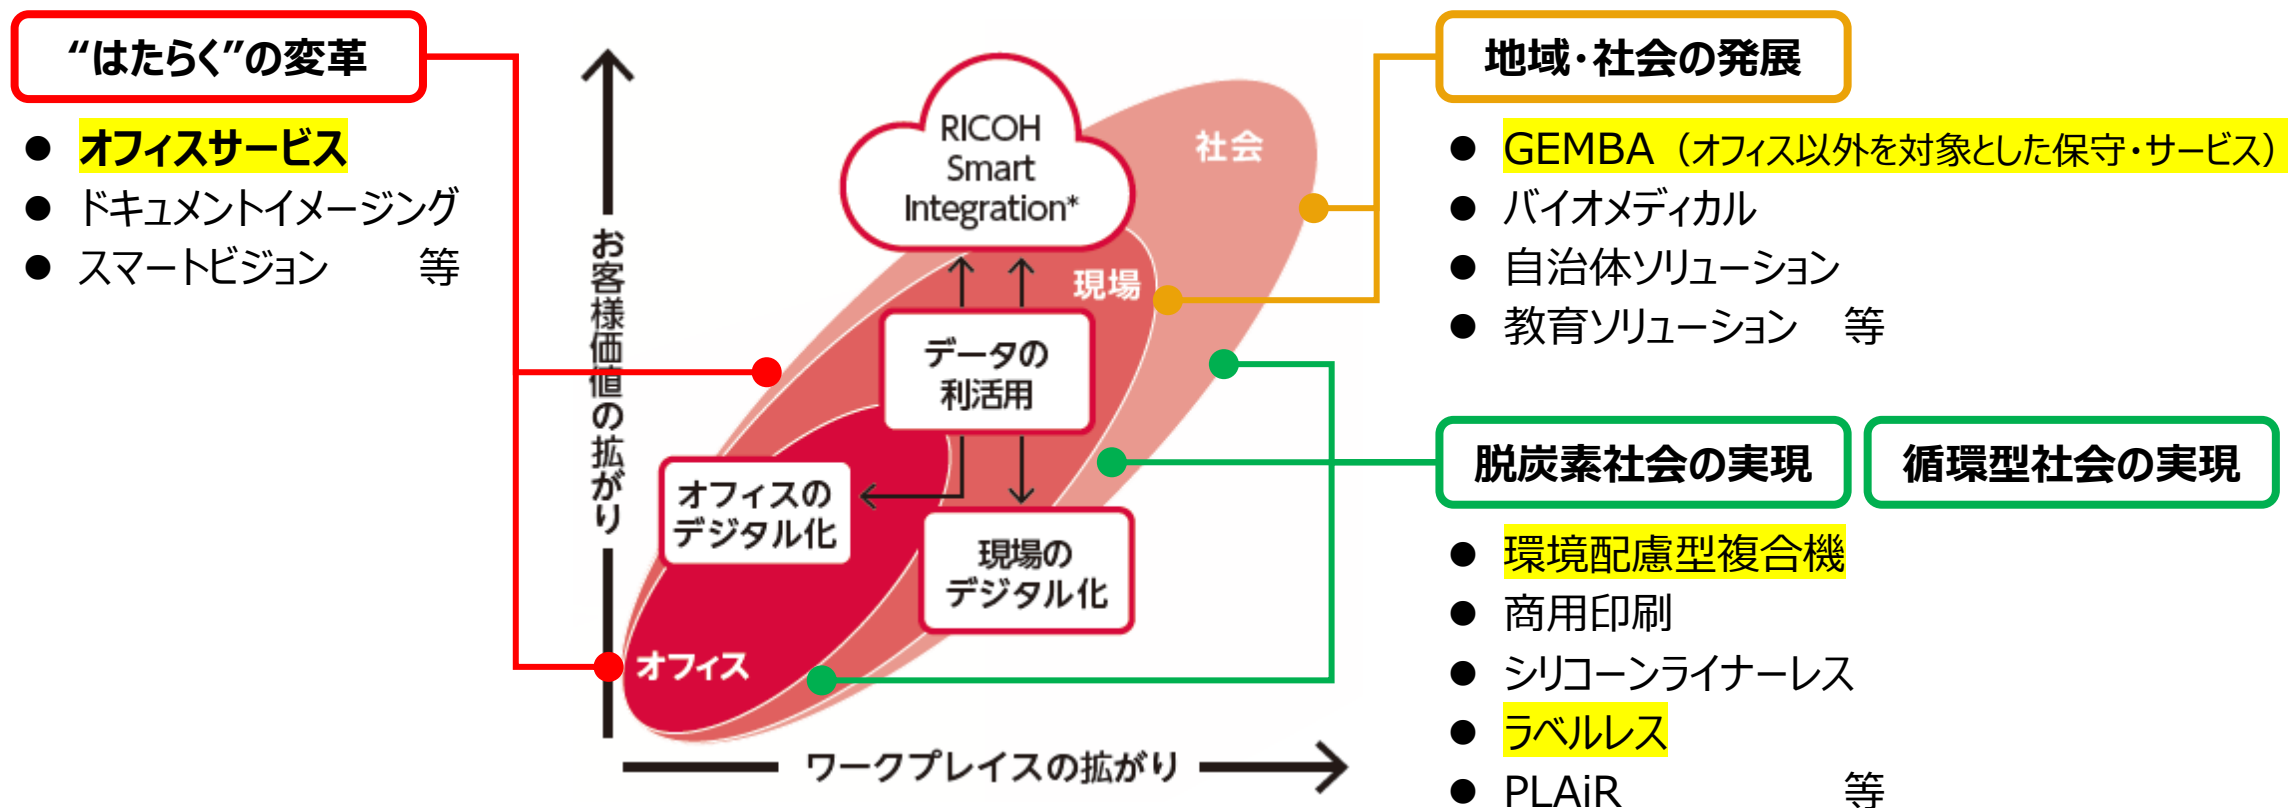 “はたらく”の変革
● オフィスサービス
● ドキュメントイメージング
● スマートビジョン 等
お客様価値の拡がり
ワークプレイスの拡がり
RICOH
Smart
Integration*
社会
現場
データの
利活用
オフィスの
デジタル化
現場の
デジタル化
オフィス
地域・社会の発展
● GEMBA（オフィス以外を対象とした保守・サービス）
● バイオメディカル
● 自治体ソリューション
● 教育ソリューション 等
脱炭素社会の実現
循環型社会の実現
● 環境配慮型複合機
● 商用印刷
● シリコーンライナーレス
● ラベルレス
● PLAiR 等